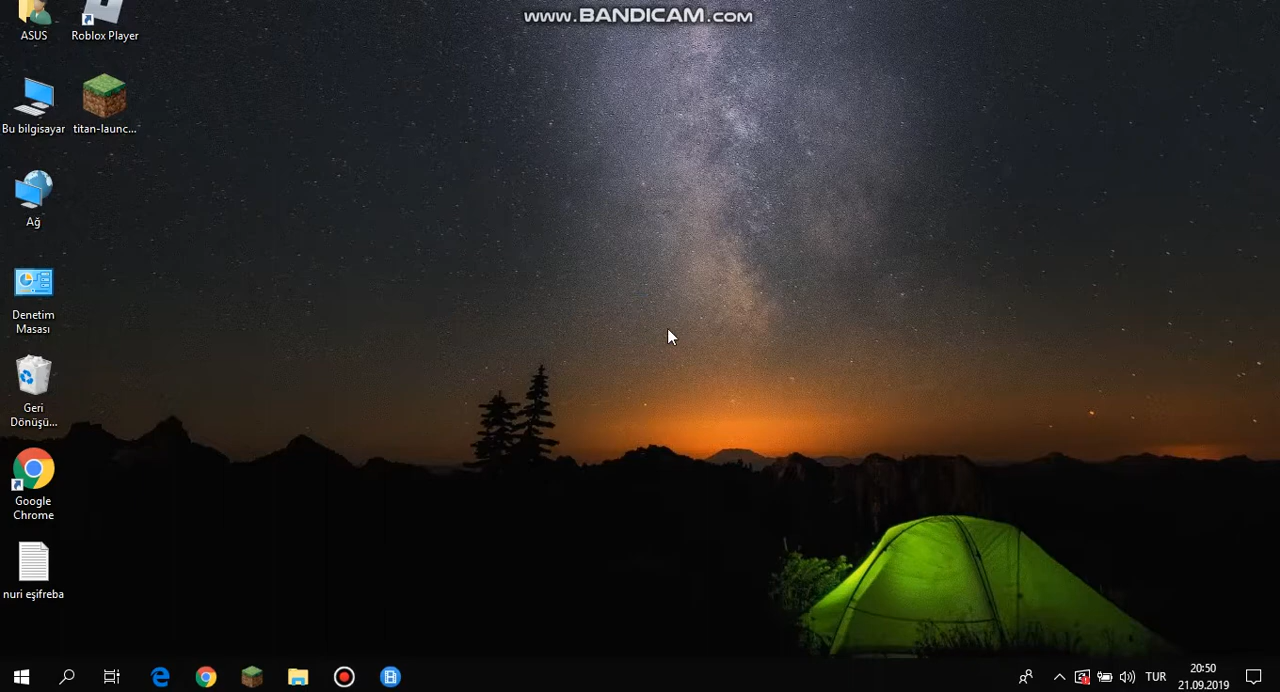 www.BANDICAM.com
ASUS
Roblox Player
Bu bilgisayar
titan-launc...
Ağ
Denetim
Masası
Geri
Dönüşü...
Google
Chrome
nuri eşifreba
TUR
20:50
21.09.2019